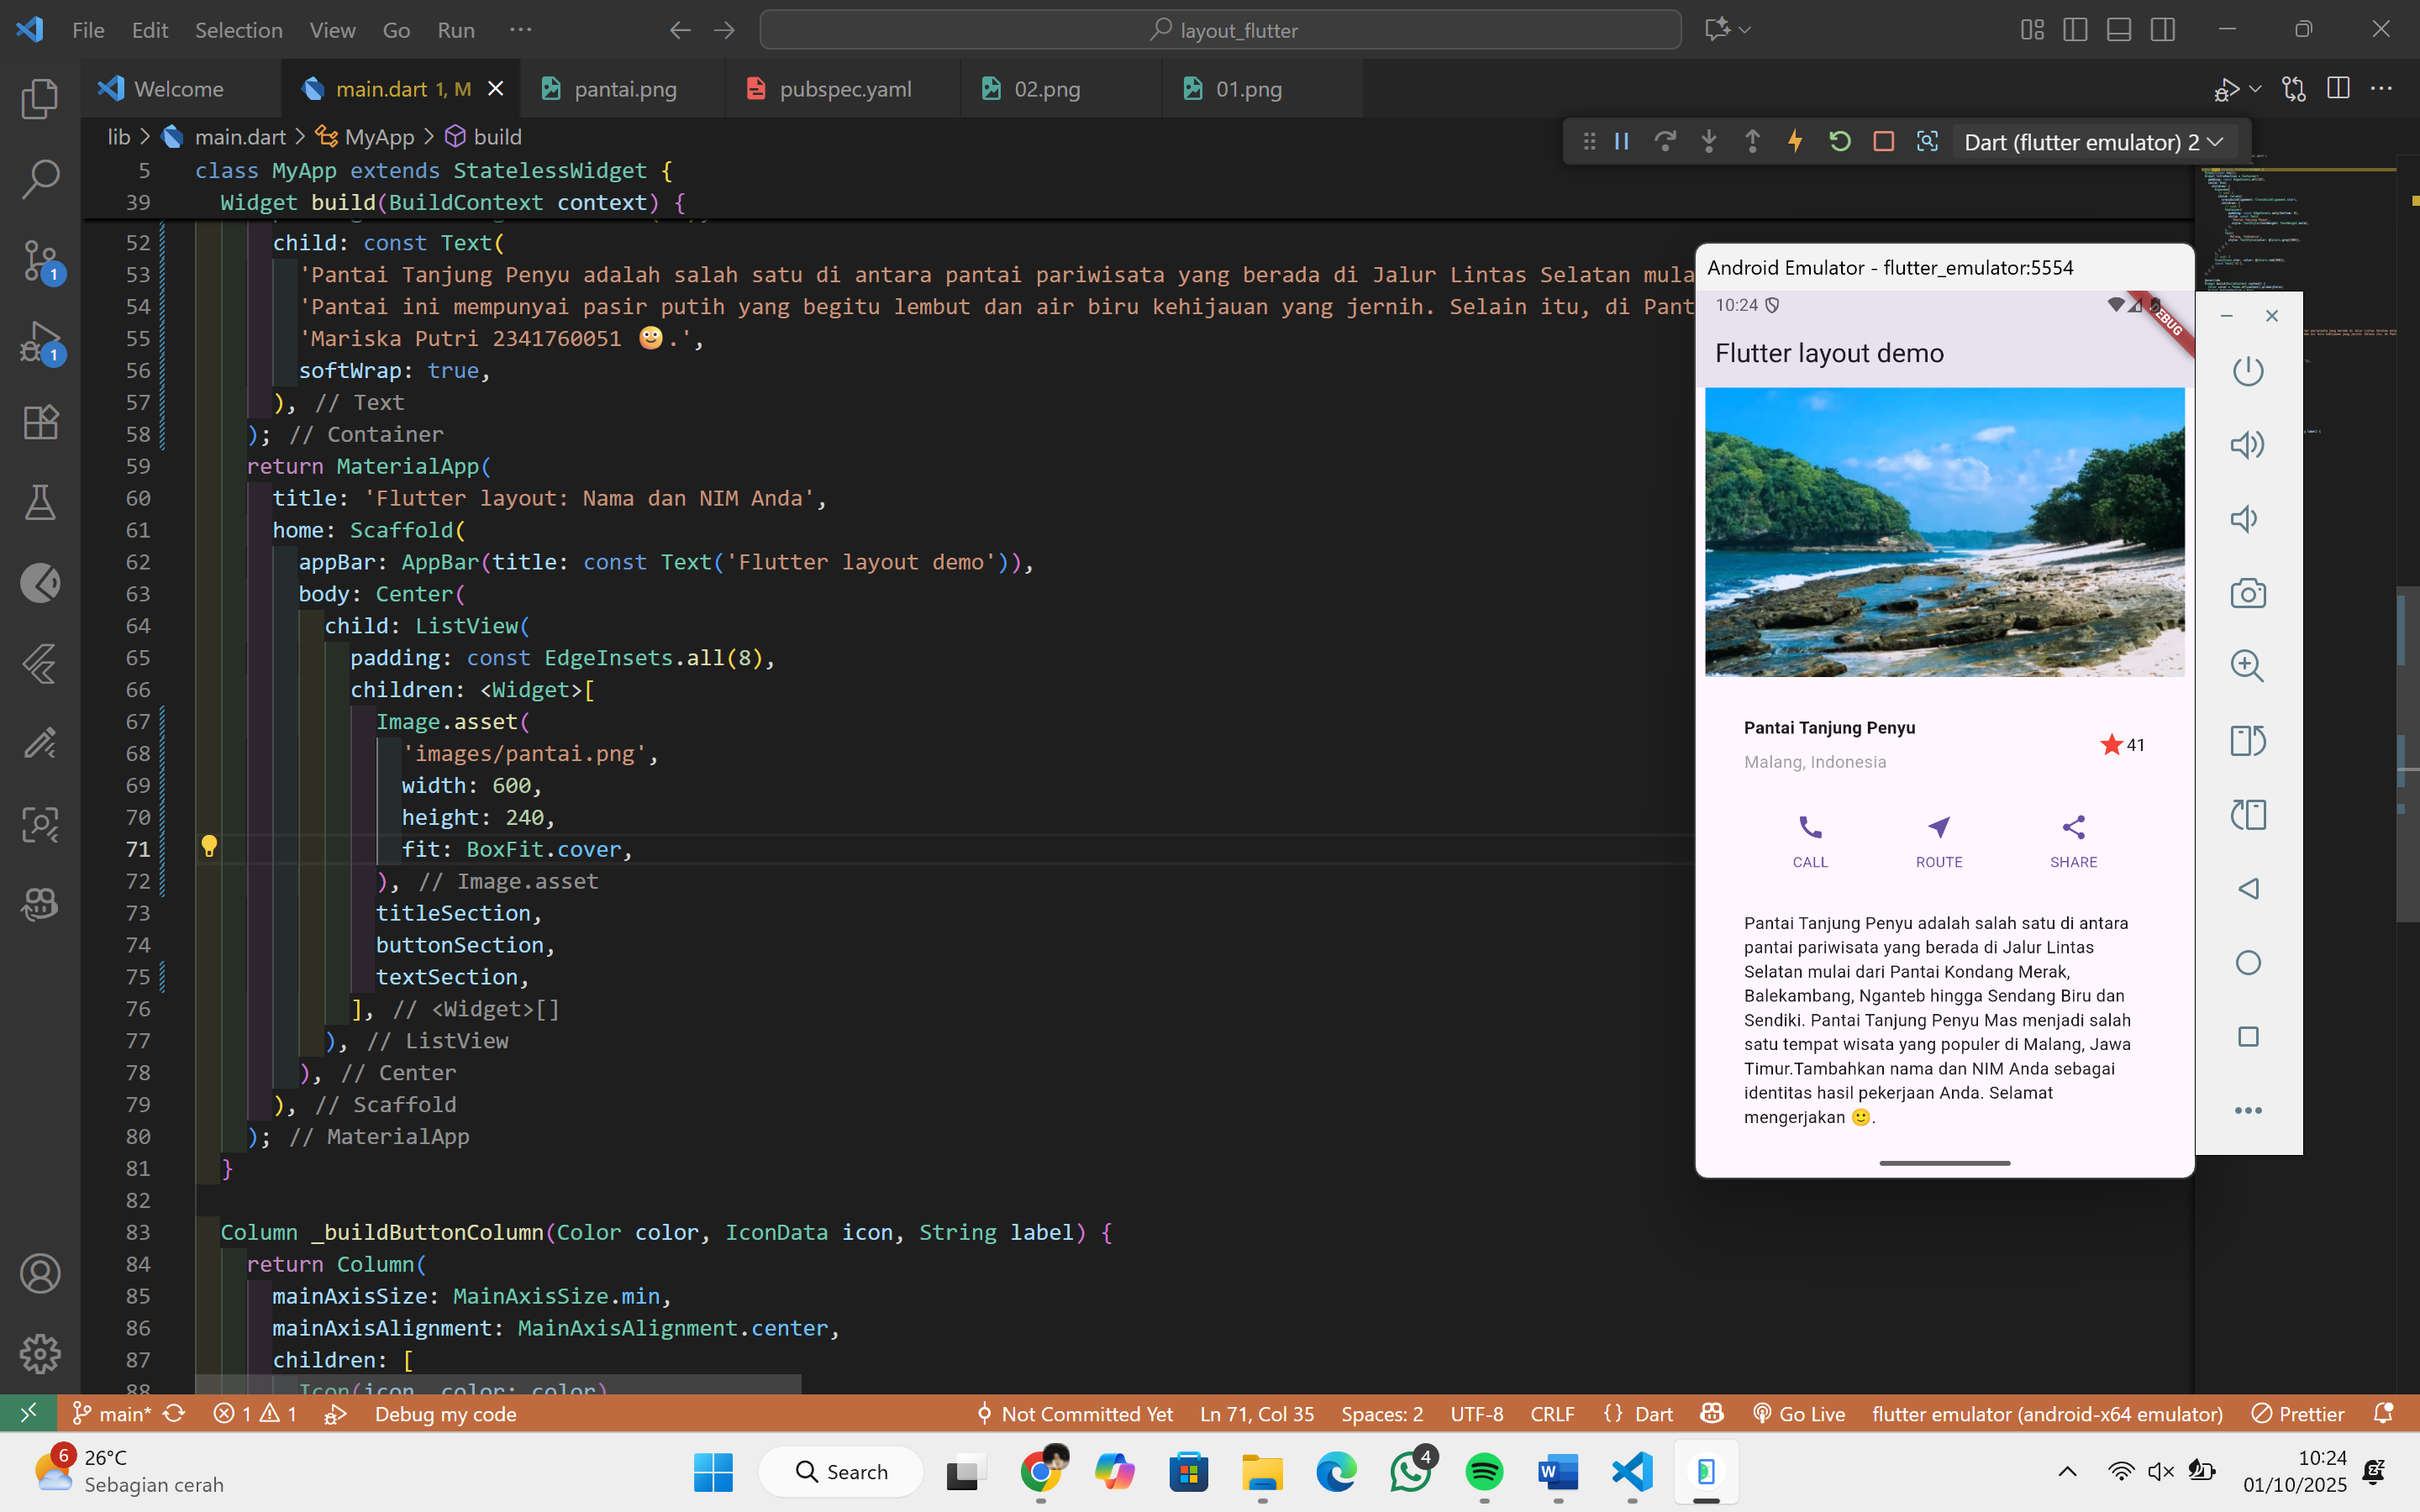 File Edit Selection View Go Run ···
layout_flutter
Welcome main.dart 1, M pantai.png pubspec.yaml 02.png 01.png
lib > main.dart > MyApp > build
Dart (flutter emulator) 2
5 class MyApp extends StatelessWidget {
39 Widget build(BuildContext context) {
52 child: const Text(
53 'Pantai Tanjung Penyu adalah salah satu di antara pantai pariwisata yang berada di Jalur Lintas Selatan mula
54 'Pantai ini mempunyai pasir putih yang begitu lembut dan air biru kehijauan yang jernih. Selain itu, di Pant
55 'Mariska Putri 2341760051 🙂.',
56 softWrap: true,
57 ), // Text
58 ); // Container
59 return MaterialApp(
60 title: 'Flutter layout: Nama dan NIM Anda',
61 home: Scaffold(
62 appBar: AppBar(title: const Text('Flutter layout demo')),
63 body: Center(
64 child: ListView(
65 padding: const EdgeInsets.all(8),
66 children: <Widget>[
67 Image.asset(
68 'images/pantai.png',
69 width: 600,
70 height: 240,
71 fit: BoxFit.cover,
72 ), // Image.asset
73 titleSection,
74 buttonSection,
75 textSection,
76 ], // <Widget>[]
77 ), // ListView
78 ), // Center
79 ), // Scaffold
80 ); // MaterialApp
81 }
82
83 Column _buildButtonColumn(Color color, IconData icon, String label) {
84 return Column(
85 mainAxisSize: MainAxisSize.min,
86 mainAxisAlignment: MainAxisAlignment.center,
87 children: [
88 Icon(icon, color: color)
Android Emulator - flutter_emulator:5554
10:24
Flutter layout demo
Pantai Tanjung Penyu
41
Malang, Indonesia
CALL ROUTE SHARE
Pantai Tanjung Penyu adalah salah satu di antara
pantai pariwisata yang berada di Jalur Lintas
Selatan mulai dari Pantai Kondang Merak,
Balekambang, Nganteb hingga Sendang Biru dan
Sendiki. Pantai Tanjung Penyu Mas menjadi salah
satu tempat wisata yang populer di Malang, Jawa
Timur.Tambahkan nama dan NIM Anda sebagai
identitas hasil pekerjaan Anda. Selamat
mengerjakan 🙂.
1
1
main* 1 1 Debug my code Not Committed Yet Ln 71, Col 35 Spaces: 2 UTF-8 CRLF {} Dart Go Live flutter emulator (android-x64 emulator) Prettier
6 26°C
Sebagian cerah
Search
4
10:24
01/10/2025